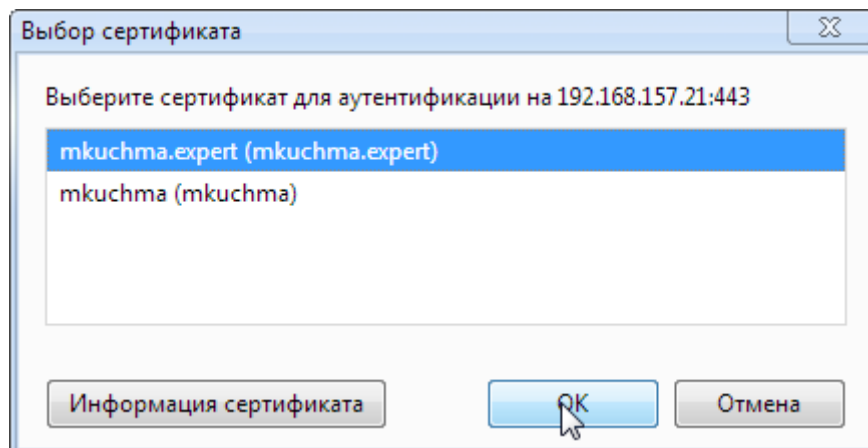 Выбор сертификата
Выберите сертификат для аутентификации на 192.168.157.21:443
mkuchma.expert (mkuchma.expert)
mkuchma (mkuchma)
Информация сертификата OK Отмена